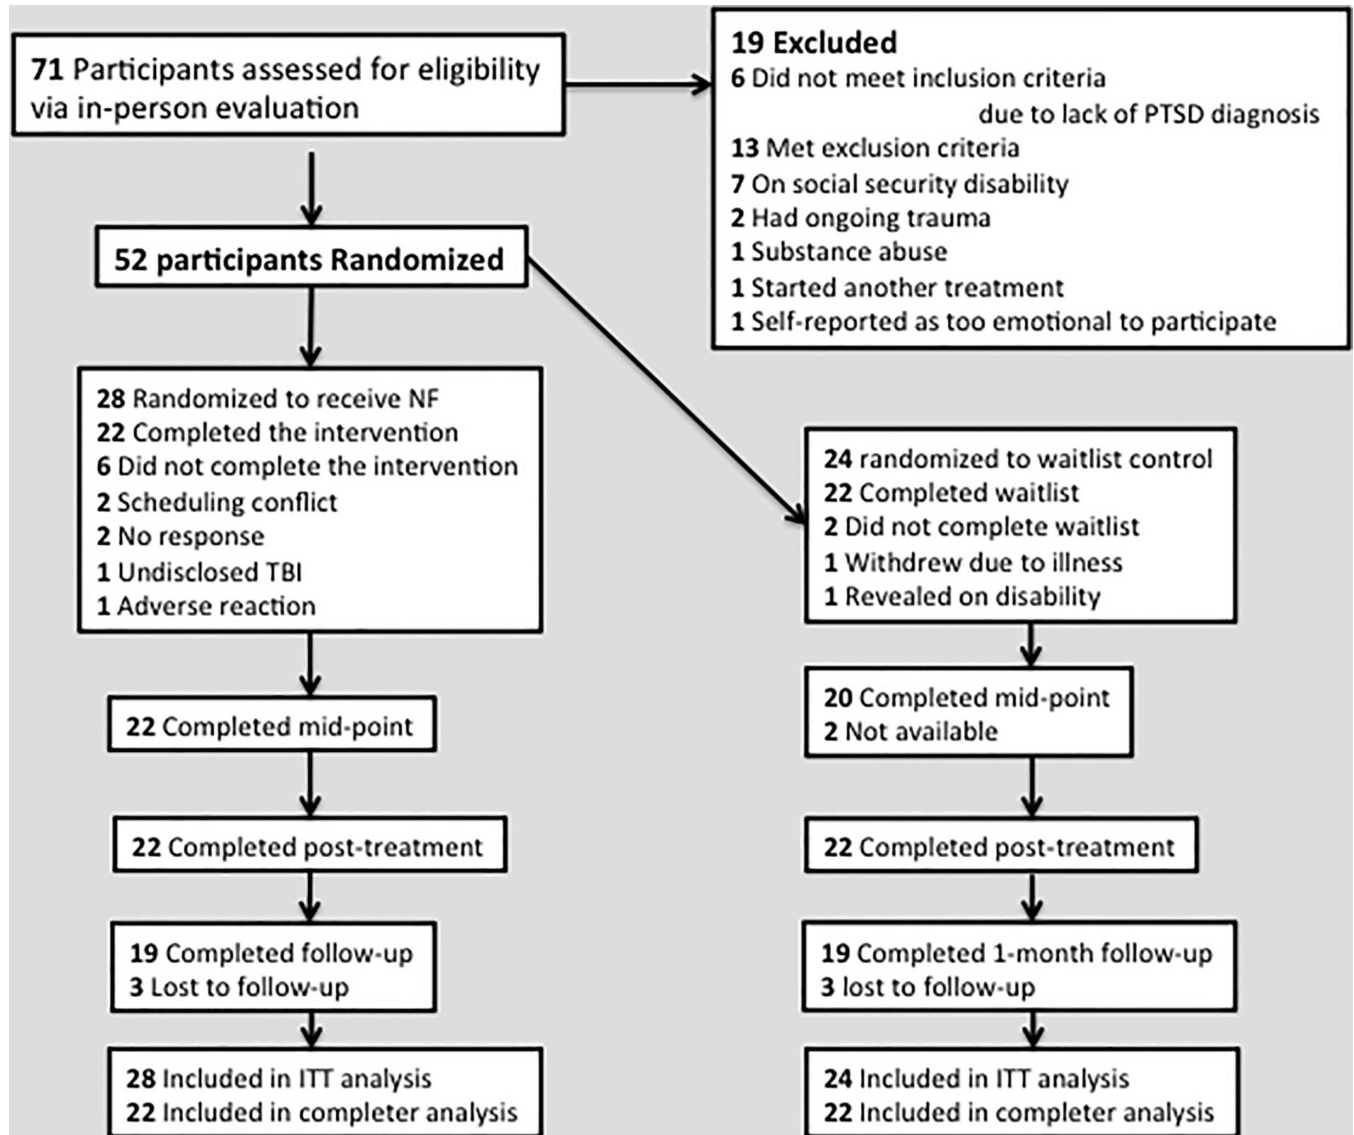 71 Participants assessed for eligibility
via in-person evaluation
19 Excluded
6 Did not meet inclusion criteria
due to lack of PTSD diagnosis
13 Met exclusion criteria
7 On social security disability
2 Had ongoing trauma
1 Substance abuse
1 Started another treatment
1 Self-reported as too emotional to participate
52 participants Randomized
28 Randomized to receive NF
22 Completed the intervention
6 Did not complete the intervention
2 Scheduling conflict
2 No response
1 Undisclosed TBI
1 Adverse reaction
24 randomized to waitlist control
22 Completed waitlist
2 Did not complete waitlist
1 Withdrew due to illness
1 Revealed on disability
22 Completed mid-point
20 Completed mid-point
2 Not available
22 Completed post-treatment
22 Completed post-treatment
19 Completed follow-up
3 Lost to follow-up
19 Completed 1-month follow-up
3 lost to follow-up
28 Included in ITT analysis
22 Included in completer analysis
24 Included in ITT analysis
22 Included in completer analysis